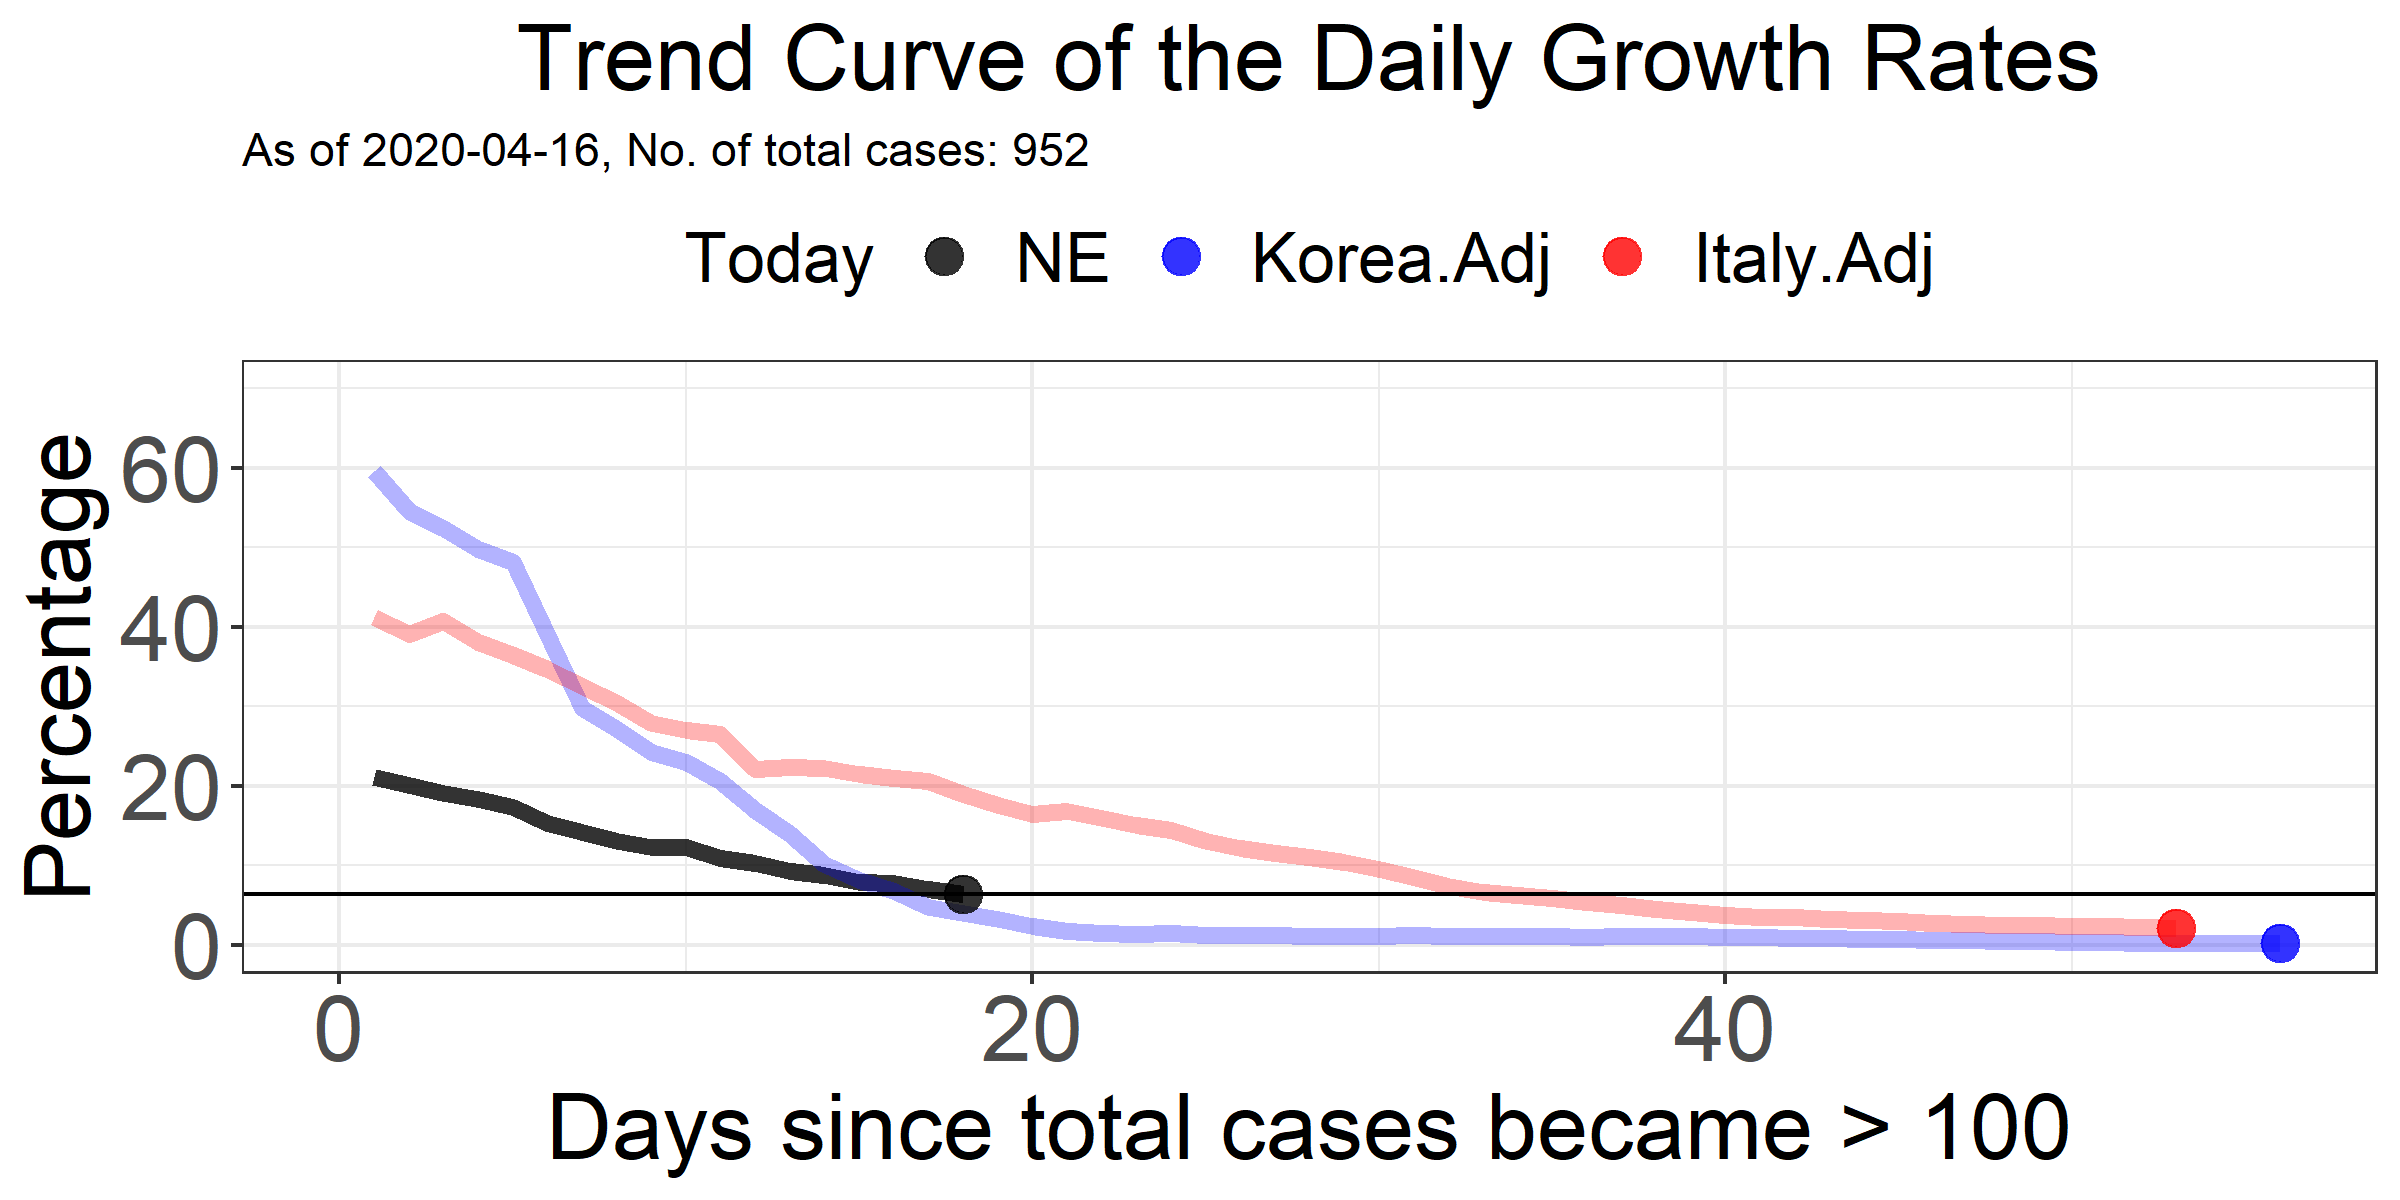 Trend Curve of the Daily Growth Rates
As of 2020-04-16, No. of total cases: 952
Today NE Korea.Adj Italy.Adj
Percentage
60
40
20
0
0 20 40
Days since total cases became > 100